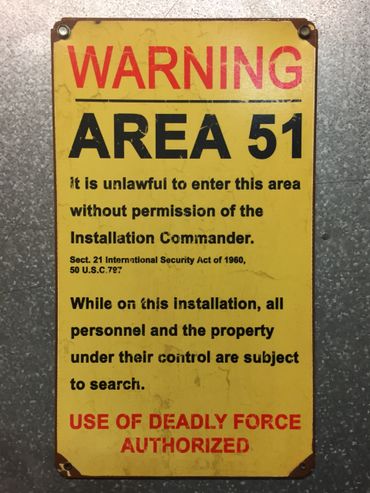 WARNING
AREA 51
It is unlawful to enter this area
without permission of the
Installation Commander.
Sect. 21 International Security Act of 1960,
50 U.S.C.797
While on this installation, all
personnel and the property
under their control are subject
to search.
USE OF DEADLY FORCE
AUTHORIZED